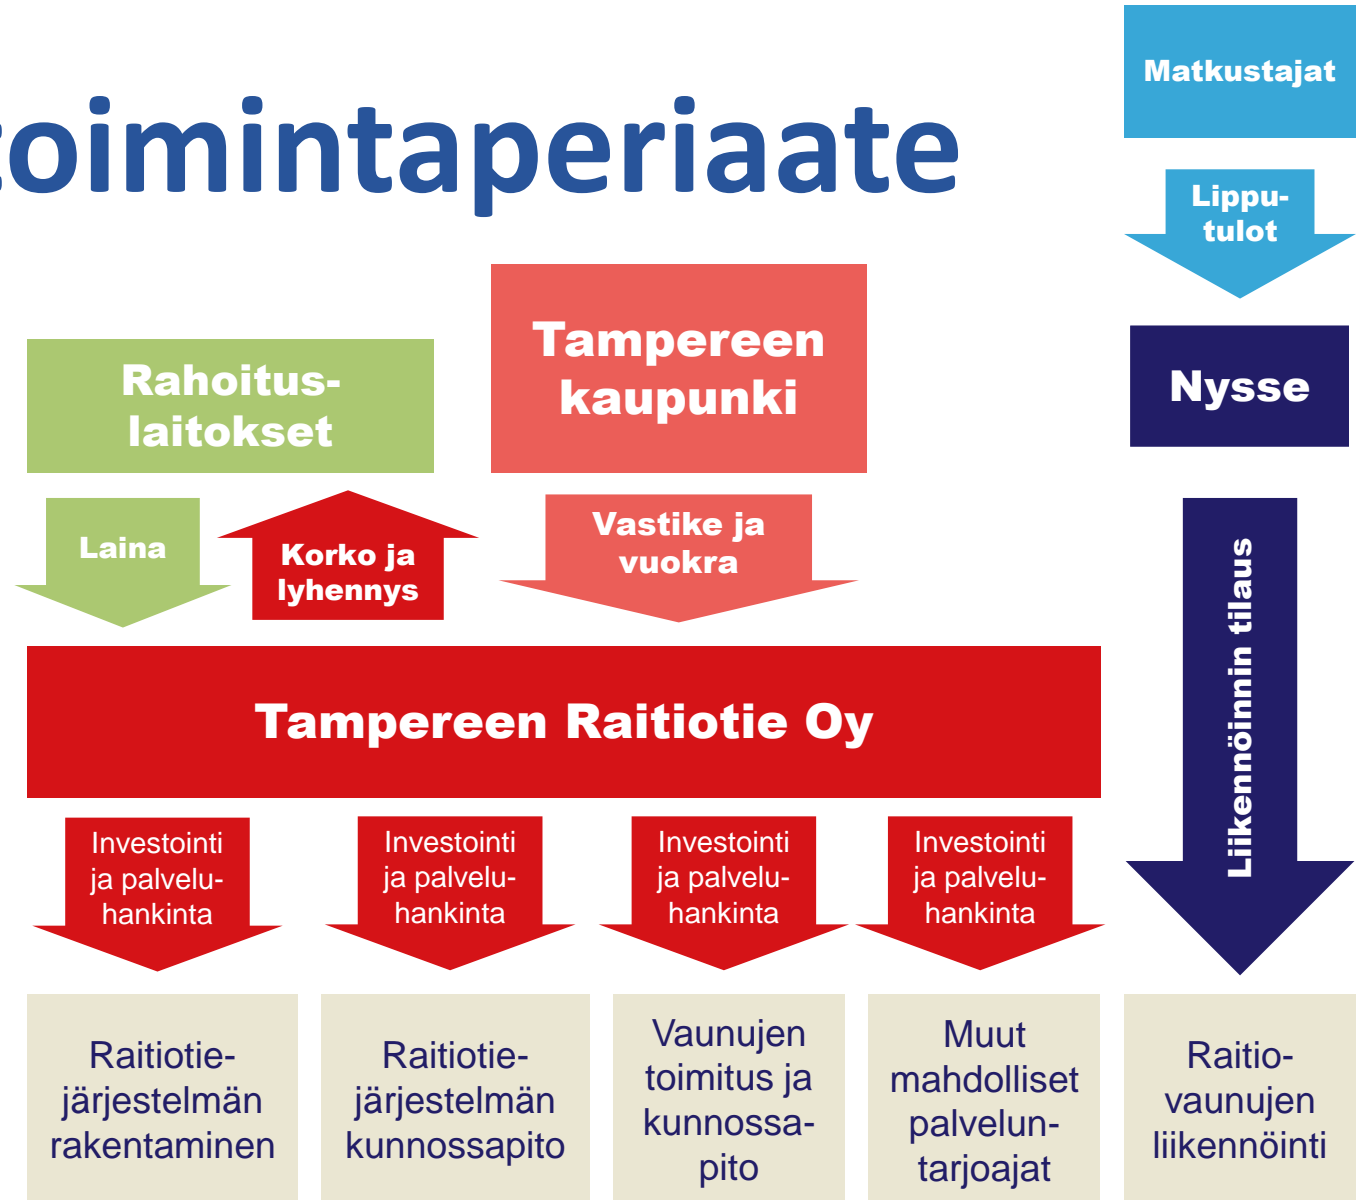 toimintaperiaate
Matkustajat
Lippu-
tulot
Nysse
Liikennöinnin tilaus
Rahoitus-
laitokset
Tampereen
kaupunki
Laina
Korko ja
lyhennys
Vastike ja
vuokra
Tampereen Raitiotie Oy
Investointi
ja palvelu-
hankinta
Investointi
ja palvelu-
hankinta
Investointi
ja palvelu-
hankinta
Investointi
ja palvelu-
hankinta
Raitiotie-
järjestelmän
rakentaminen
Raitiotie-
järjestelmän
kunnossapito
Vaunujen
toimitus ja
kunnossa-
pito
Muut
mahdolliset
palvelun-
tarjoajat
Raitio-
vaunujen
liikennöinti